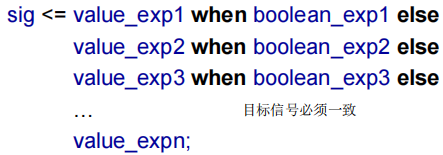 sig <= value_exp1 when boolean_exp1 else
value_exp2 when boolean_exp2 else
value_exp3 when boolean_exp3 else
… 目标信号必须一致
value_expn;